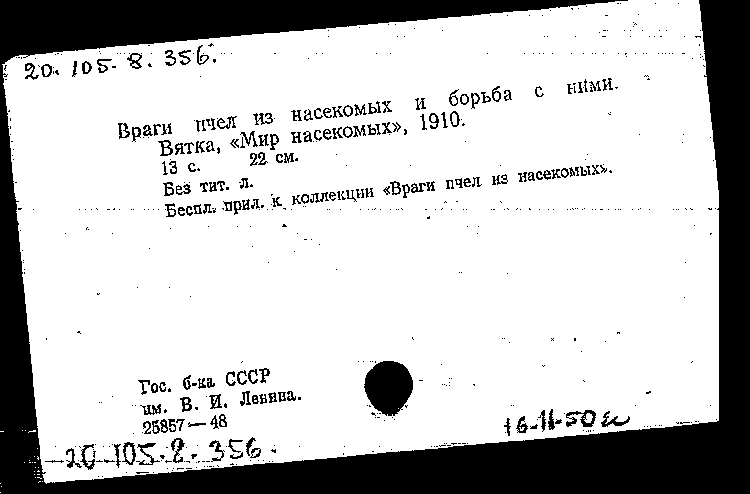 20. 105. 8. 356.
Враги пчел из насекомых и борьба с ними.
Вятка, «Мир насекомых», 1910.
13 с. 22 см.
Без тит. л.
Беспл. прил. к коллекции «Враги пчел из насекомых».
Гос. б-ка СССР
им. В. И. Ленина.
25857—48
20.105.8.356.
16-11-50